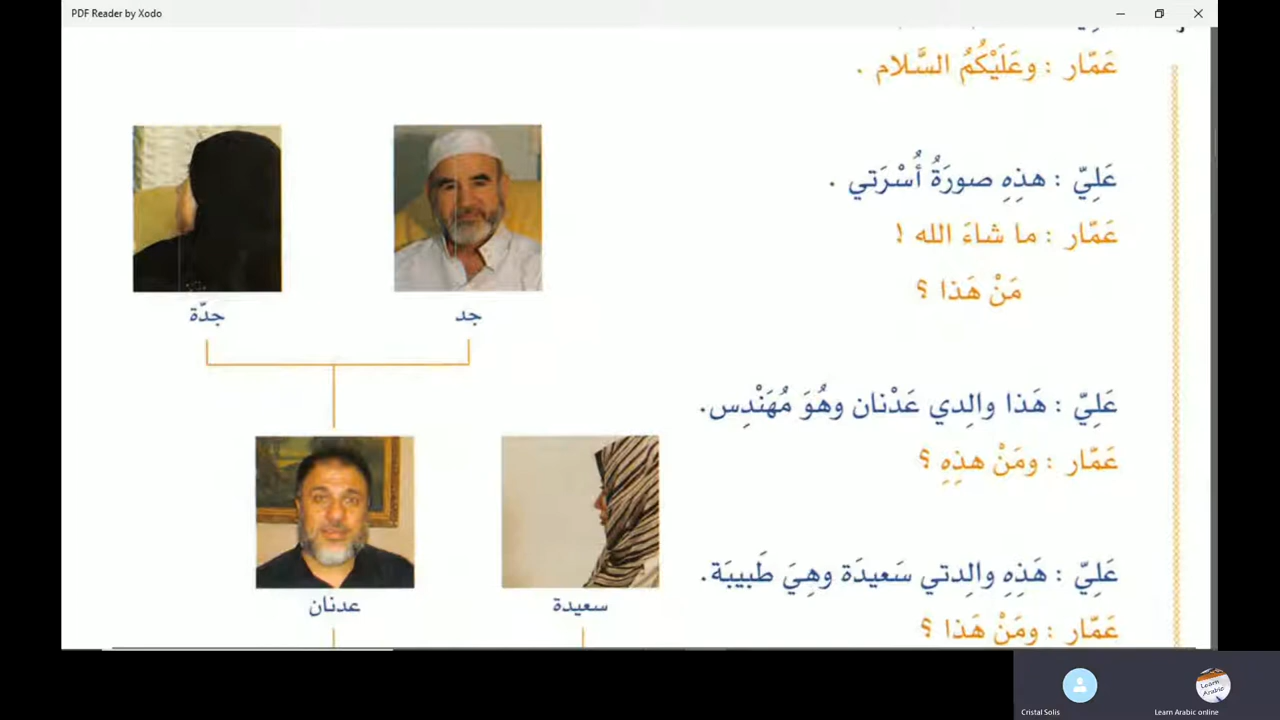 PDF Reader by Xodo
عَمّار : وعَلَيْكُمُ السَّلام .
عَلِيّ : هذِهِ صورَةُ أُسْرَتي .
عَمّار : ما شاءَ الله !
مَنْ هَذا ؟
جد
جدّة
عَلِيّ : هَذا والِدي عَدْنان وهُوَ مُهَنْدِس.
عَمّار : ومَنْ هذِهِ ؟
عَلِيّ : هَذِهِ والِدتي سَعيدَة وهِيَ طَبيبَة.
عَمّار : ومَنْ هَذا ؟
سعيدة
عدنان
Cristal Solis
Learn Arabic online
Learn Arabic